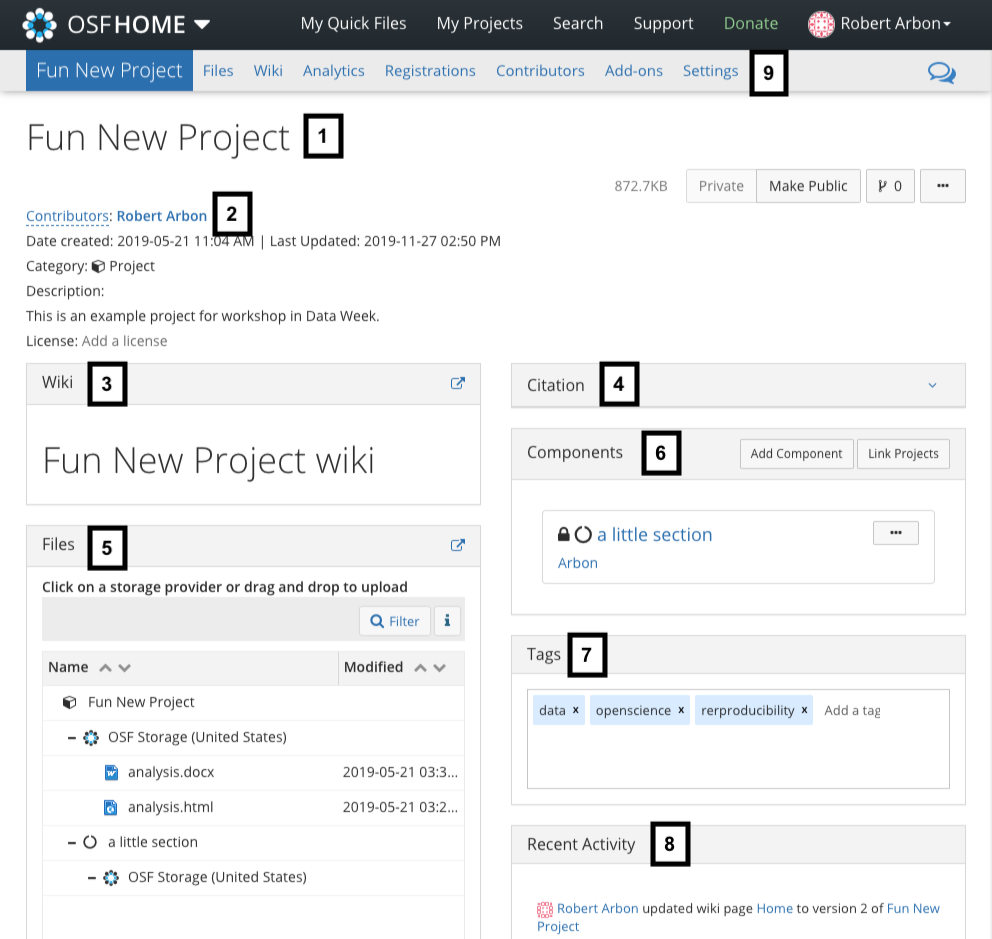 OSFHOME My Quick Files My Projects Search Support Donate Robert Arbon
Fun New Project Files Wiki Analytics Registrations Contributors Add-ons Settings 9
Fun New Project 1
872.7KB Private Make Public 0 ...
Contributors: Robert Arbon 2
Date created: 2019-05-21 11:04 AM | Last Updated: 2019-11-27 02:50 PM
Category: Project
Description:
This is an example project for workshop in Data Week.
License: Add a license
Wiki 3
Fun New Project wiki
Files 5
Click on a storage provider or drag and drop to upload
Filter i
Name Modified
Fun New Project
OSF Storage (United States)
analysis.docx 2019-05-21 03:3...
analysis.html 2019-05-21 03:2...
a little section
OSF Storage (United States)
Citation 4
Components 6 Add Component Link Projects
a little section ...
Arbon
Tags 7
data x openscience x rerproducibility x Add a tag
Recent Activity 8
Robert Arbon updated wiki page Home to version 2 of Fun New
Project